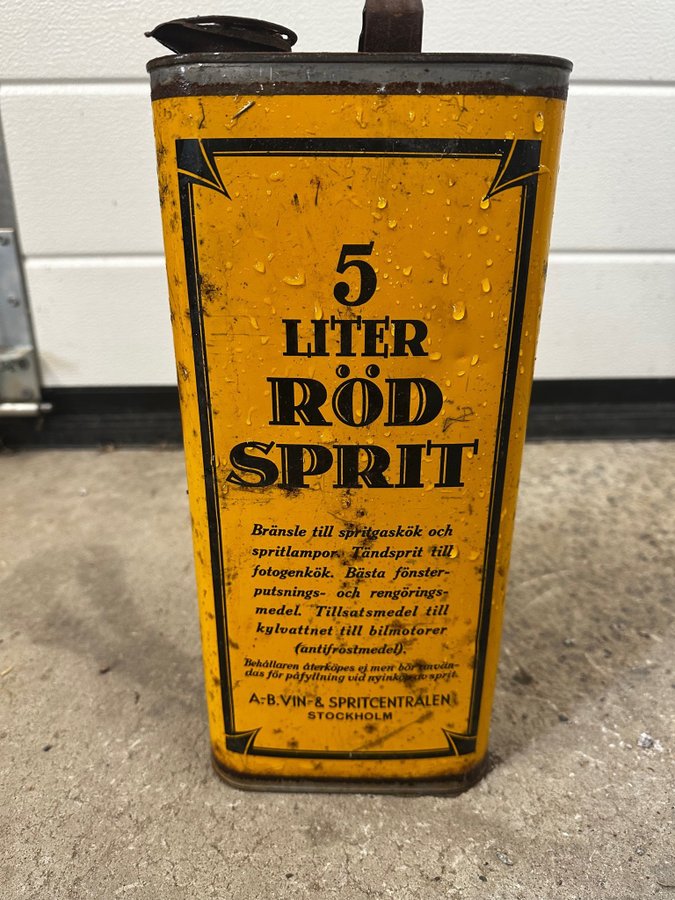 5
LITER
RÖD
SPRIT
Bränsle till spritgaskök och
spritlampor. Tändsprit till
fotogenkök. Bästa fönster-
putsnings- och rengörings-
medel. Tillsatsmedel till
kylvattnet till bilmotorer
(antifrostmedel).
Behållaren återköpes ej men bör använ-
das för påfyllning vid nyinköp av sprit.
A.-B. VIN- & SPRITCENTRALEN
STOCKHOLM